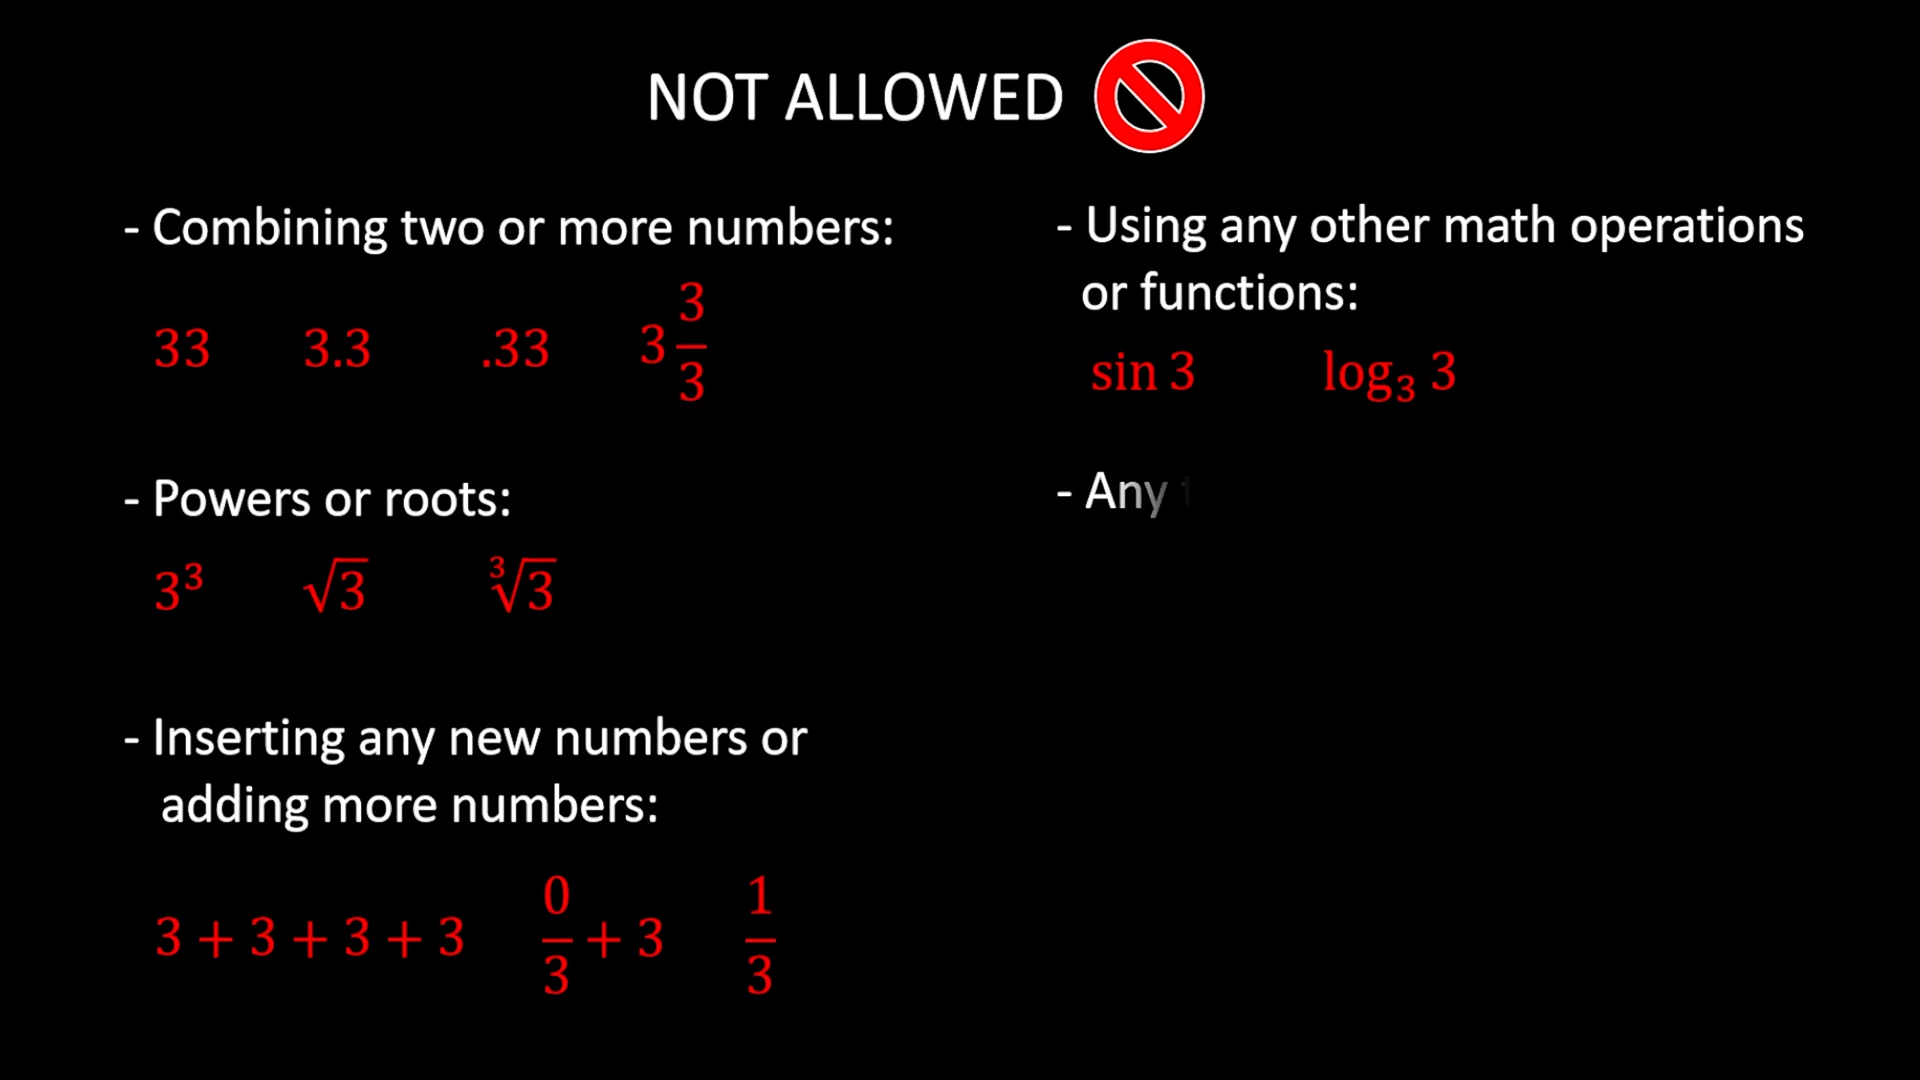 NOT ALLOWED
- Combining two or more numbers:
33 3.3 .33 3 3/3
- Powers or roots:
3³ √3 ³√3
- Inserting any new numbers or
adding more numbers:
3 + 3 + 3 + 3 0/3 + 3 1/3
- Using any other math operations
or functions:
sin 3 log₃ 3
- Any